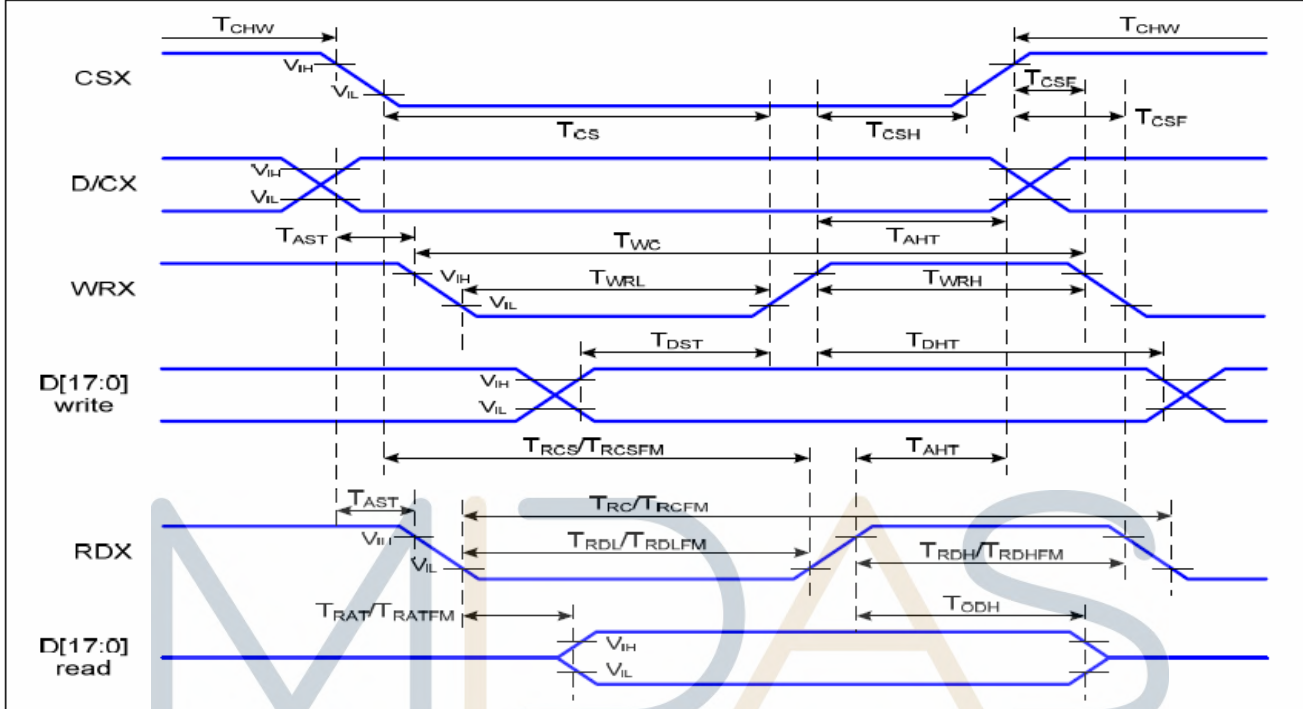 TCHW TCHW
CSX VIH VIL
TCSF
TCS TCSH TCSF
D/CX VIH VIL
TAST TWC TAHT
WRX VIH VIL TWRL TWRH
TDST TDHT
D[17:0] write VIH VIL
TRCS/TRCSFM TAHT
TAST TRC/TRCFM
RDX VIH VIL TRDL/TRDLFM TRDH/TRDHFM
TRAT/TRATFM TODH
D[17:0] read VIH VIL
MIDAS